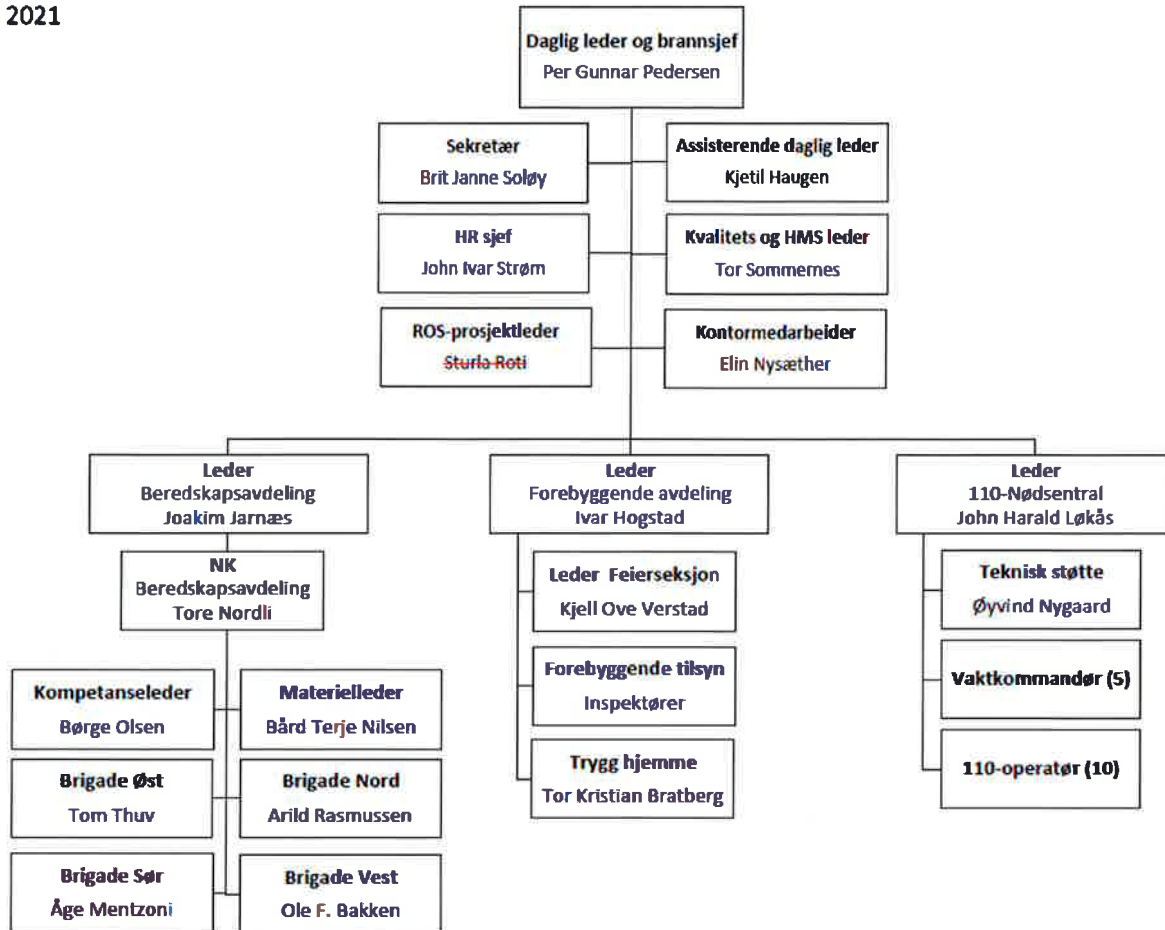 2021
Daglig leder og brannsjef
Per Gunnar Pedersen
Sekretær
Brit Janne Soløy
Assisterende daglig leder
Kjetil Haugen
HR sjef
John Ivar Strøm
Kvalitets og HMS leder
Tor Sommernes
ROS-prosjektleder
Sturla Roti
Kontormedarbeider
Elin Nysæther
Leder
Beredskapsavdeling
Joakim Jarnæs
NK
Beredskapsavdeling
Tore Nordli
Kompetanseleder
Børge Olsen
Materielleder
Bård Terje Nilsen
Brigade Øst
Tom Thuv
Brigade Nord
Arild Rasmussen
Brigade Sør
Åge Mentzoni
Brigade Vest
Ole F. Bakken
Leder
Forebyggende avdeling
Ivar Hogstad
Leder Feierseksjon
Kjell Ove Verstad
Forebyggende tilsyn
Inspektører
Trygg hjemme
Tor Kristian Bratberg
Leder
110-Nødsentral
John Harald Løkås
Teknisk støtte
Øyvind Nygaard
Vaktkommandør (5)
110-operatør (10)